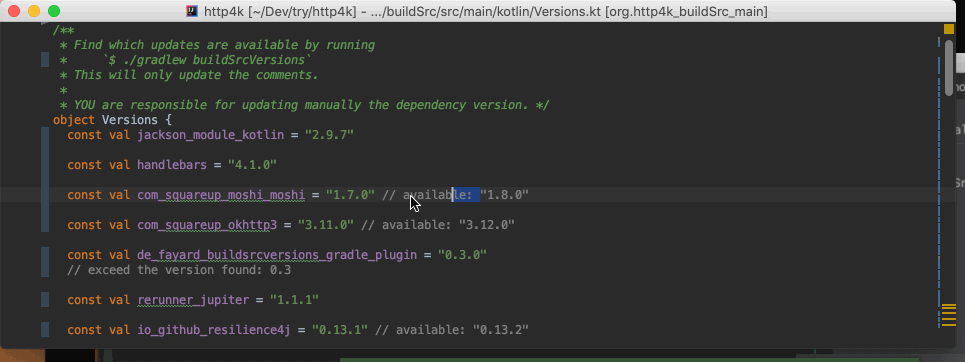 http4k [~/Dev/try/http4k] - .../buildSrc/src/main/kotlin/Versions.kt [org.http4k_buildSrc_main]
/**
 * Find which updates are available by running
 *     `$ ./gradlew buildSrcVersions`
 * This will only update the comments.
 *
 * YOU are responsible for updating manually the dependency version. */
object Versions {
  const val jackson_module_kotlin = "2.9.7"
  const val handlebars = "4.1.0"
  const val com_squareup_moshi_moshi = "1.7.0" // available: "1.8.0"
  const val com_squareup_okhttp3 = "3.11.0" // available: "3.12.0"
  const val de_fayard_buildsrcversions_gradle_plugin = "0.3.0"
  // exceed the version found: 0.3
  const val rerunner_jupiter = "1.1.1"
  const val io_github_resilience4j = "0.13.1" // available: "0.13.2"